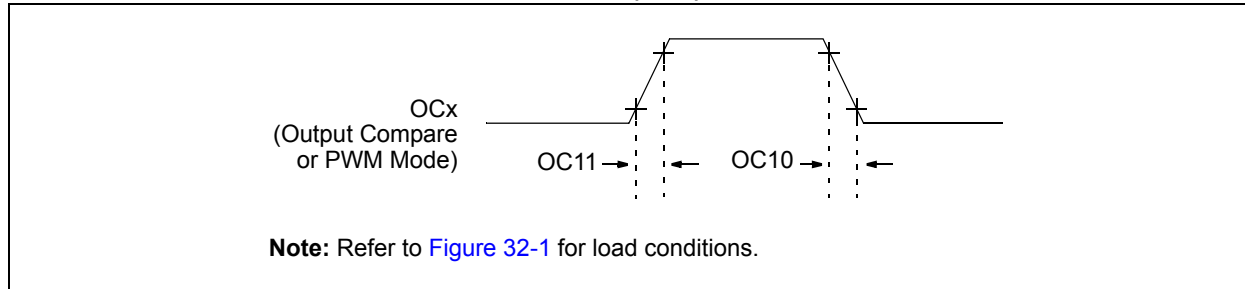 OCx
(Output Compare
or PWM Mode)
OC11
OC10
Note: Refer to Figure 32-1 for load conditions.